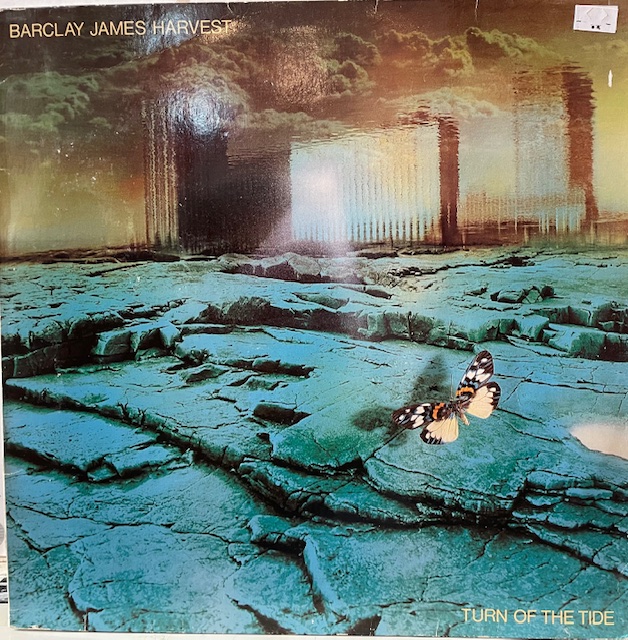 BARCLAY JAMES HARVEST
TURN OF THE TIDE